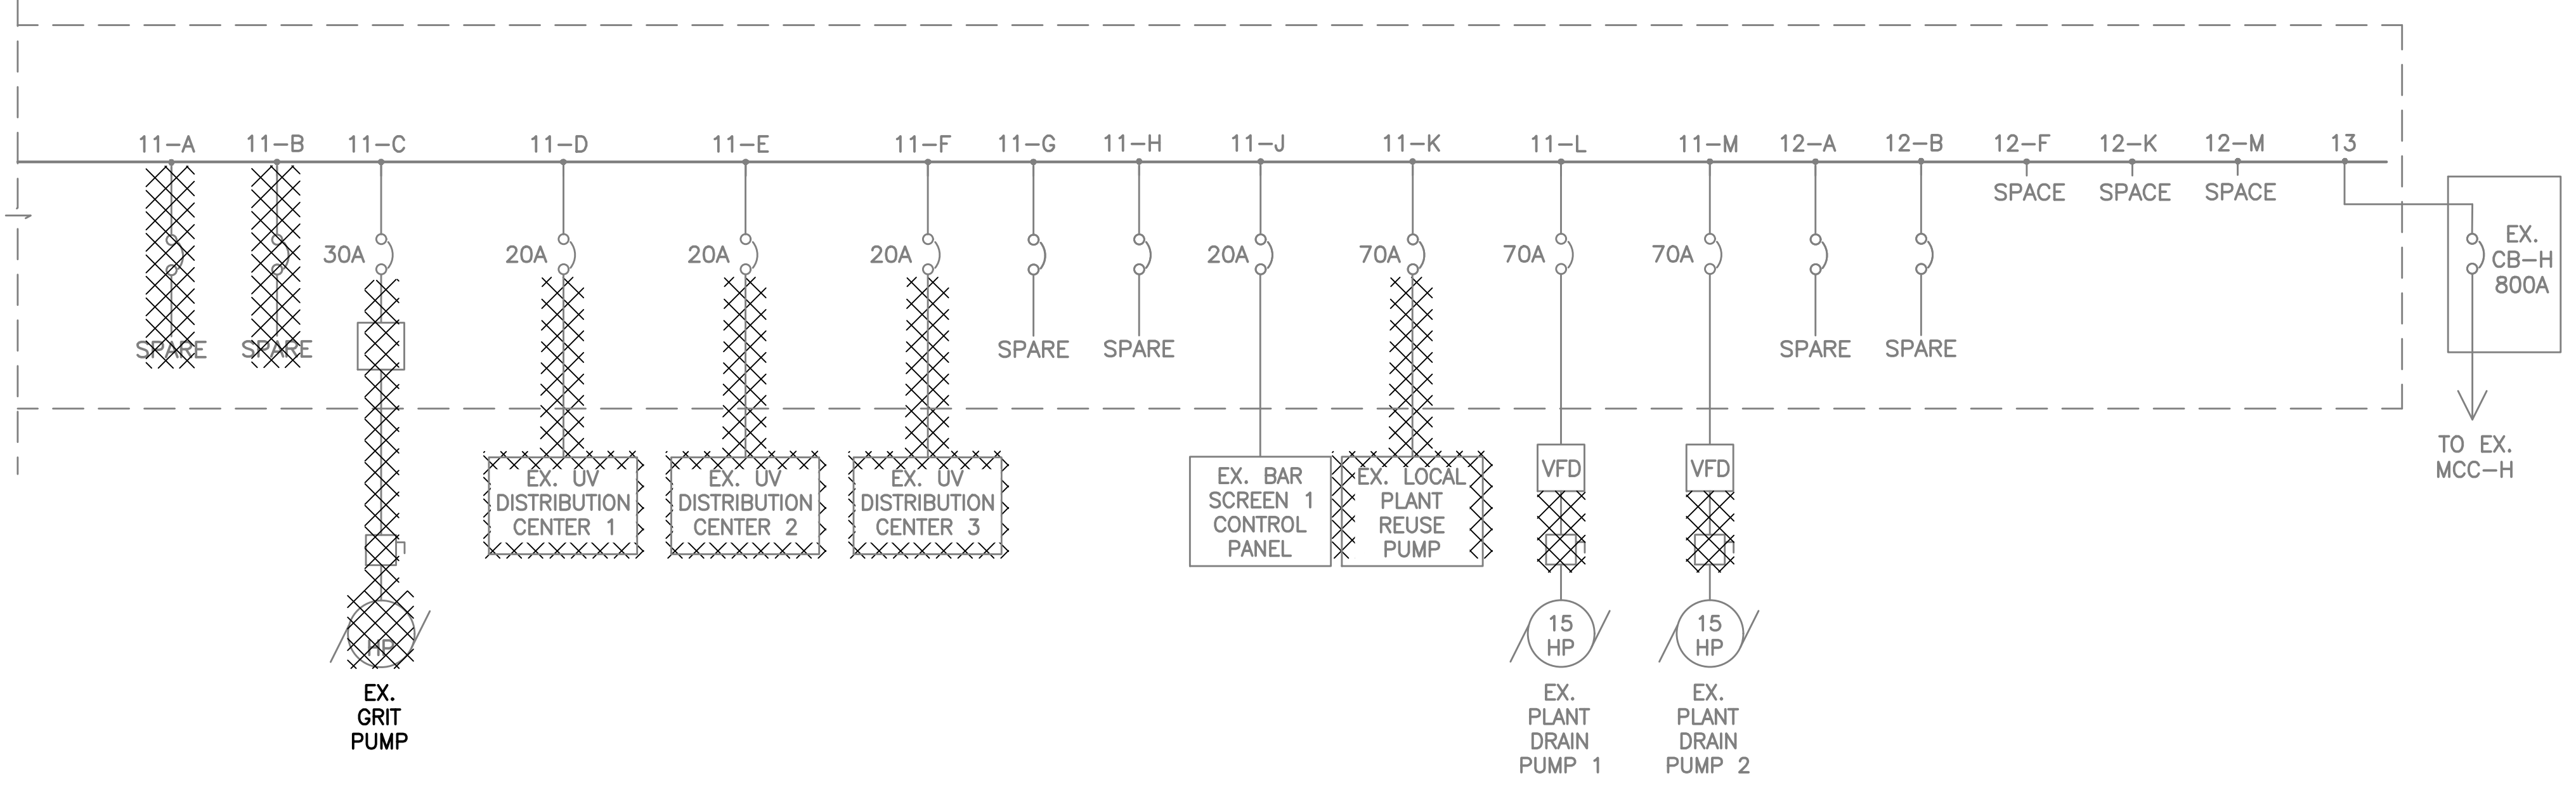 11-A 11-B 11-C 11-D 11-E 11-F 11-G 11-H 11-J 11-K 11-L 11-M 12-A 12-B 12-F 12-K 12-M 13
SPACE SPACE SPACE
30A 20A 20A 20A 20A 70A 70A 70A
EX.
CB-H
800A
SPARE SPARE SPARE SPARE SPARE SPARE
TO EX.
MCC-H
EX. UV
DISTRIBUTION
CENTER 1
EX. UV
DISTRIBUTION
CENTER 2
EX. UV
DISTRIBUTION
CENTER 3
EX. BAR
SCREEN 1
CONTROL
PANEL
EX. LOCAL
PLANT
REUSE
PUMP
VFD
VFD
HP
15
HP
15
HP
EX.
GRIT
PUMP
EX.
PLANT
DRAIN
PUMP 1
EX.
PLANT
DRAIN
PUMP 2